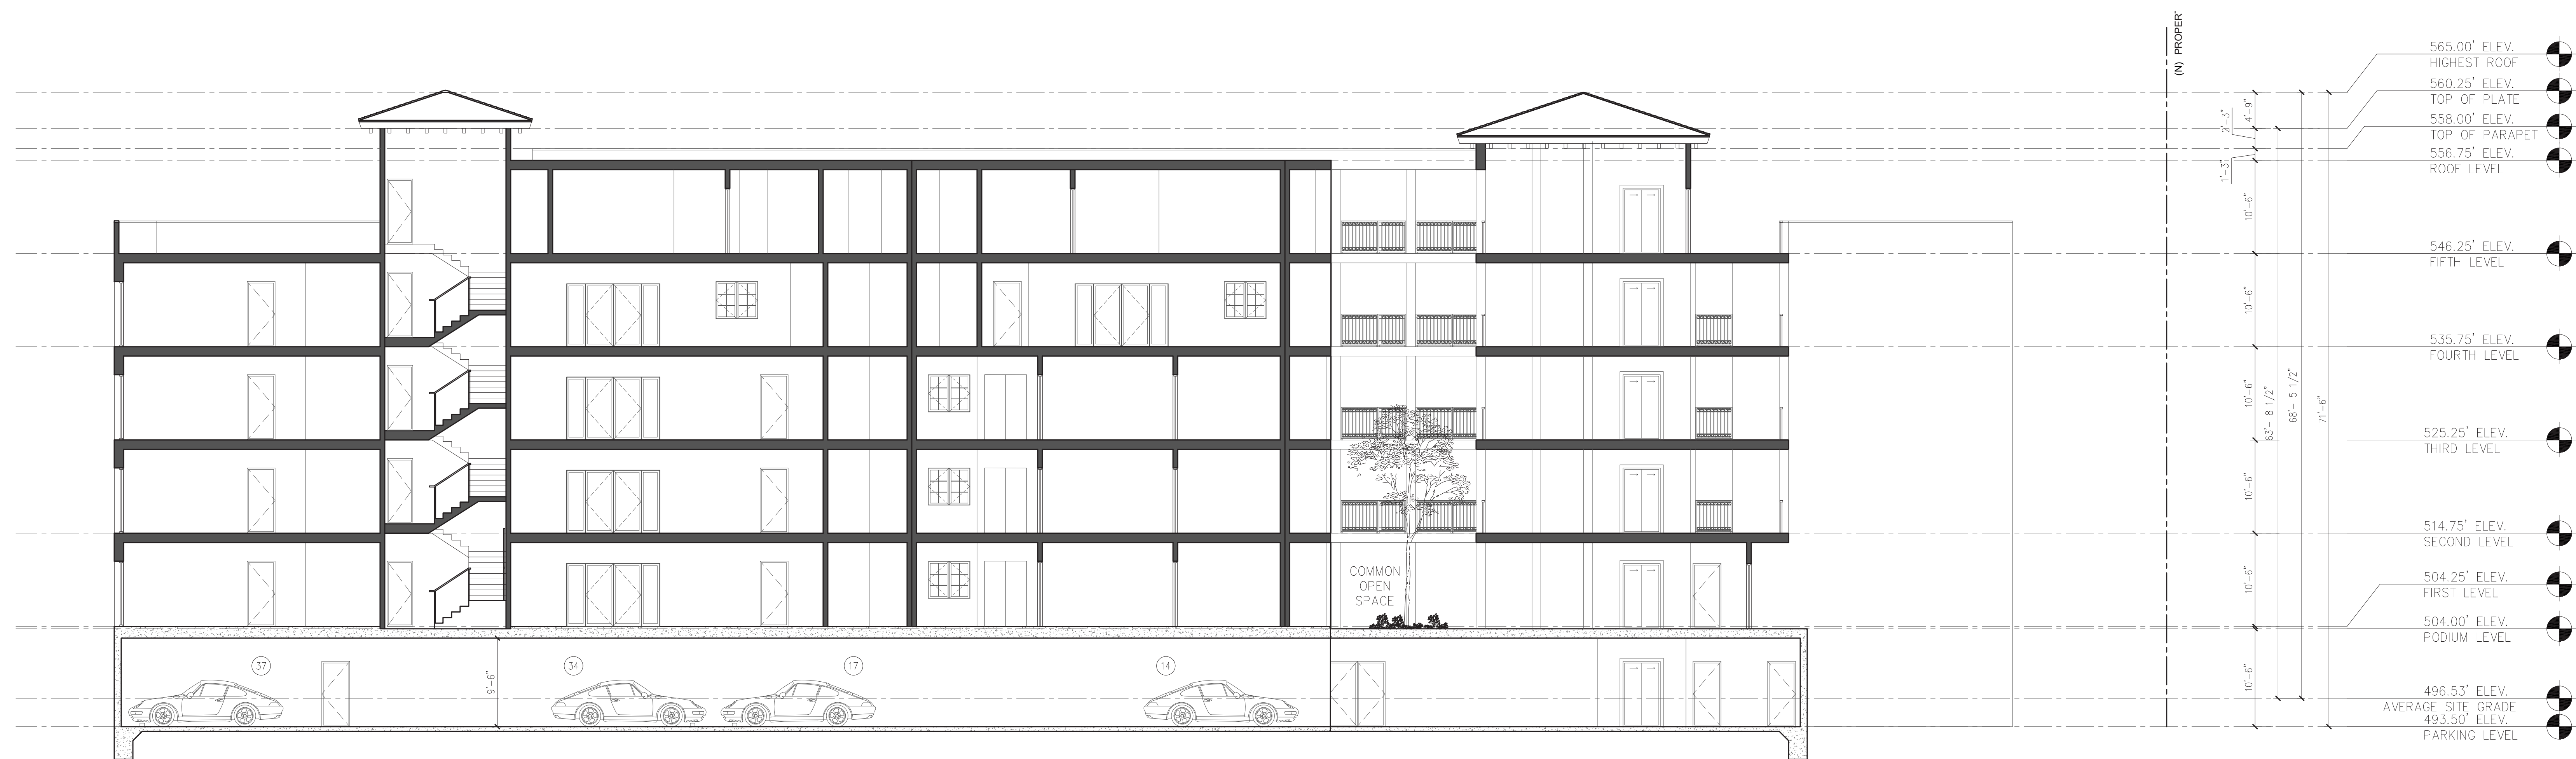 (N) PROPER
565.00' ELEV.
HIGHEST ROOF
560.25' ELEV.
TOP OF PLATE
558.00' ELEV.
TOP OF PARAPET
556.75' ELEV.
ROOF LEVEL
546.25' ELEV.
FIFTH LEVEL
535.75' ELEV.
FOURTH LEVEL
525.25' ELEV.
THIRD LEVEL
514.75' ELEV.
SECOND LEVEL
504.25' ELEV.
FIRST LEVEL
504.00' ELEV.
PODIUM LEVEL
496.53' ELEV.
AVERAGE SITE GRADE
493.50' ELEV.
PARKING LEVEL
4'-9"
2'-3"
1'-3"
10'-6"
10'-6"
10'-6"
10'-6"
10'-6"
10'-6"
63'- 8 1/2"
68'- 5 1/2"
71'-6"
COMMON
OPEN
SPACE
37
9'-6"
34
17
14